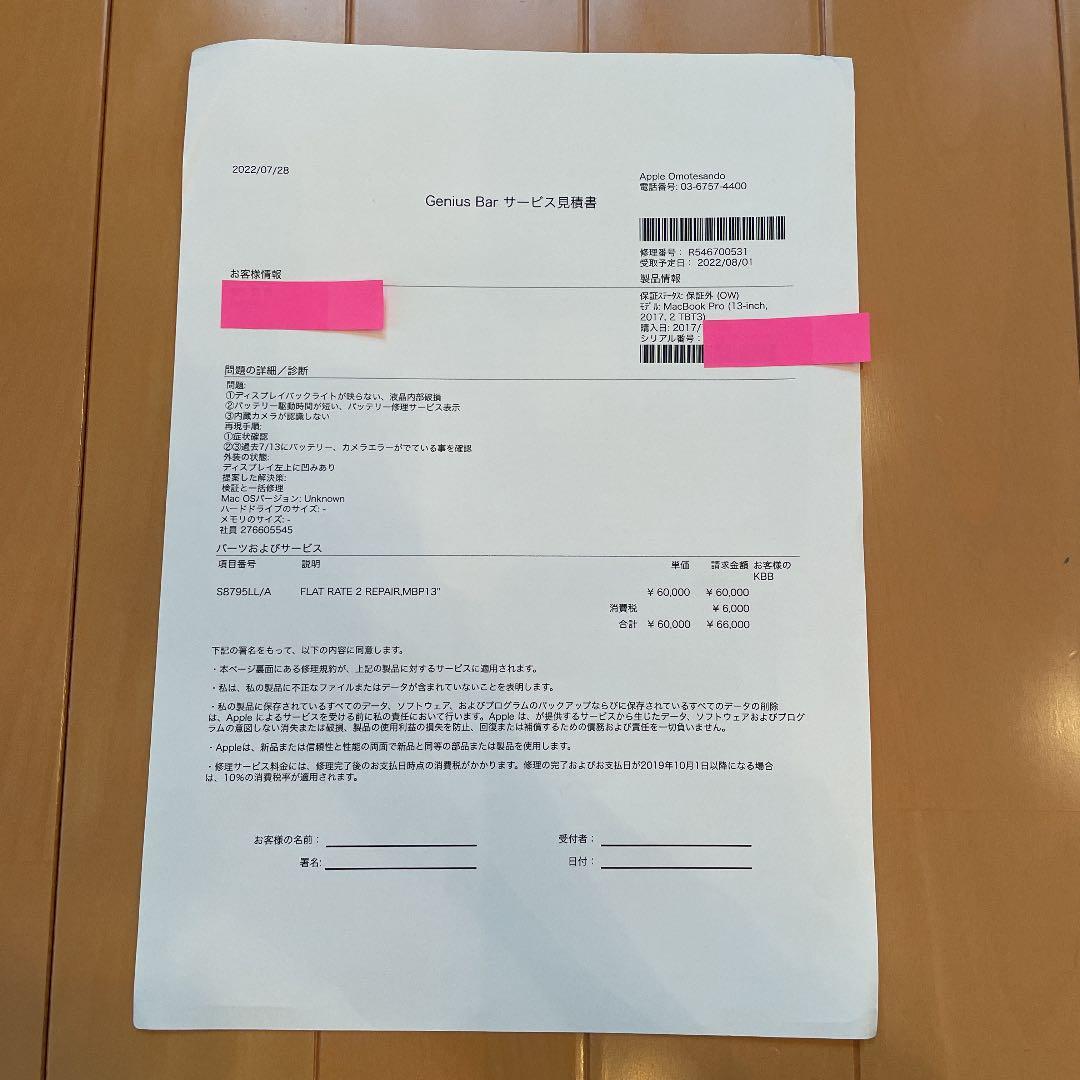 2022/07/28
Apple Omotesando
電話番号: 03-6757-4400
Genius Bar サービス見積書
修理番号： R546700531
受取予定日： 2022/08/01
お客様情報
製品情報
保証ｽﾃｰﾀｽ: 保証外 (OW)
ﾓﾃﾞﾙ: MacBook Pro (13-inch,
2017, 2 TBT3)
購入日: 2017/
シリアル番号：
問題の詳細／診断
問題:
①ディスプレイバックライトが映らない、液晶内部破損
②バッテリー駆動時間が短い、バッテリー修理サービス表示
③内蔵カメラが認識しない
再現手順:
①症状確認
②③過去7/13にバッテリー、カメラエラーがでている事を確認
外装の状態:
ディスプレイ左上に凹みあり
提案した解決策:
検証と一括修理
Mac OSバージョン: Unknown
ハードドライブのサイズ: -
メモリのサイズ: -
社員 276605545
パーツおよびサービス
項目番号 説明 単価 請求金額 お客様の
KBB
S8795LL/A FLAT RATE 2 REPAIR,MBP13" ¥ 60,000 ¥ 60,000
消費税 ¥ 6,000
合計 ¥ 60,000 ¥ 66,000
下記の署名をもって、以下の内容に同意します。
・本ページ裏面にある修理規約が、上記の製品に対するサービスに適用されます。
・私は、私の製品に不正なファイルまたはデータが含まれていないことを表明します。
・私の製品に保存されているすべてのデータ、ソフトウェア、およびプログラムのバックアップならびに保存されているすべてのデータの削除
は、Apple によるサービスを受ける前に私の責任において行います。Apple は、が提供するサービスから生じたデータ、ソフトウェアおよびプログ
ラムの意図しない消失または破損、製品の使用利益の損失を防止、回復または補償するための債務および責任を一切負いません。
・Appleは、新品または信頼性と性能の両面で新品と同等の部品または製品を使用します。
・修理サービス料金には、修理完了後のお支払日時点の消費税がかかります。修理の完了およびお支払日が2019年10月1日以降になる場合
は、10%の消費税率が適用されます。
お客様の名前： 受付者：
署名: 日付：